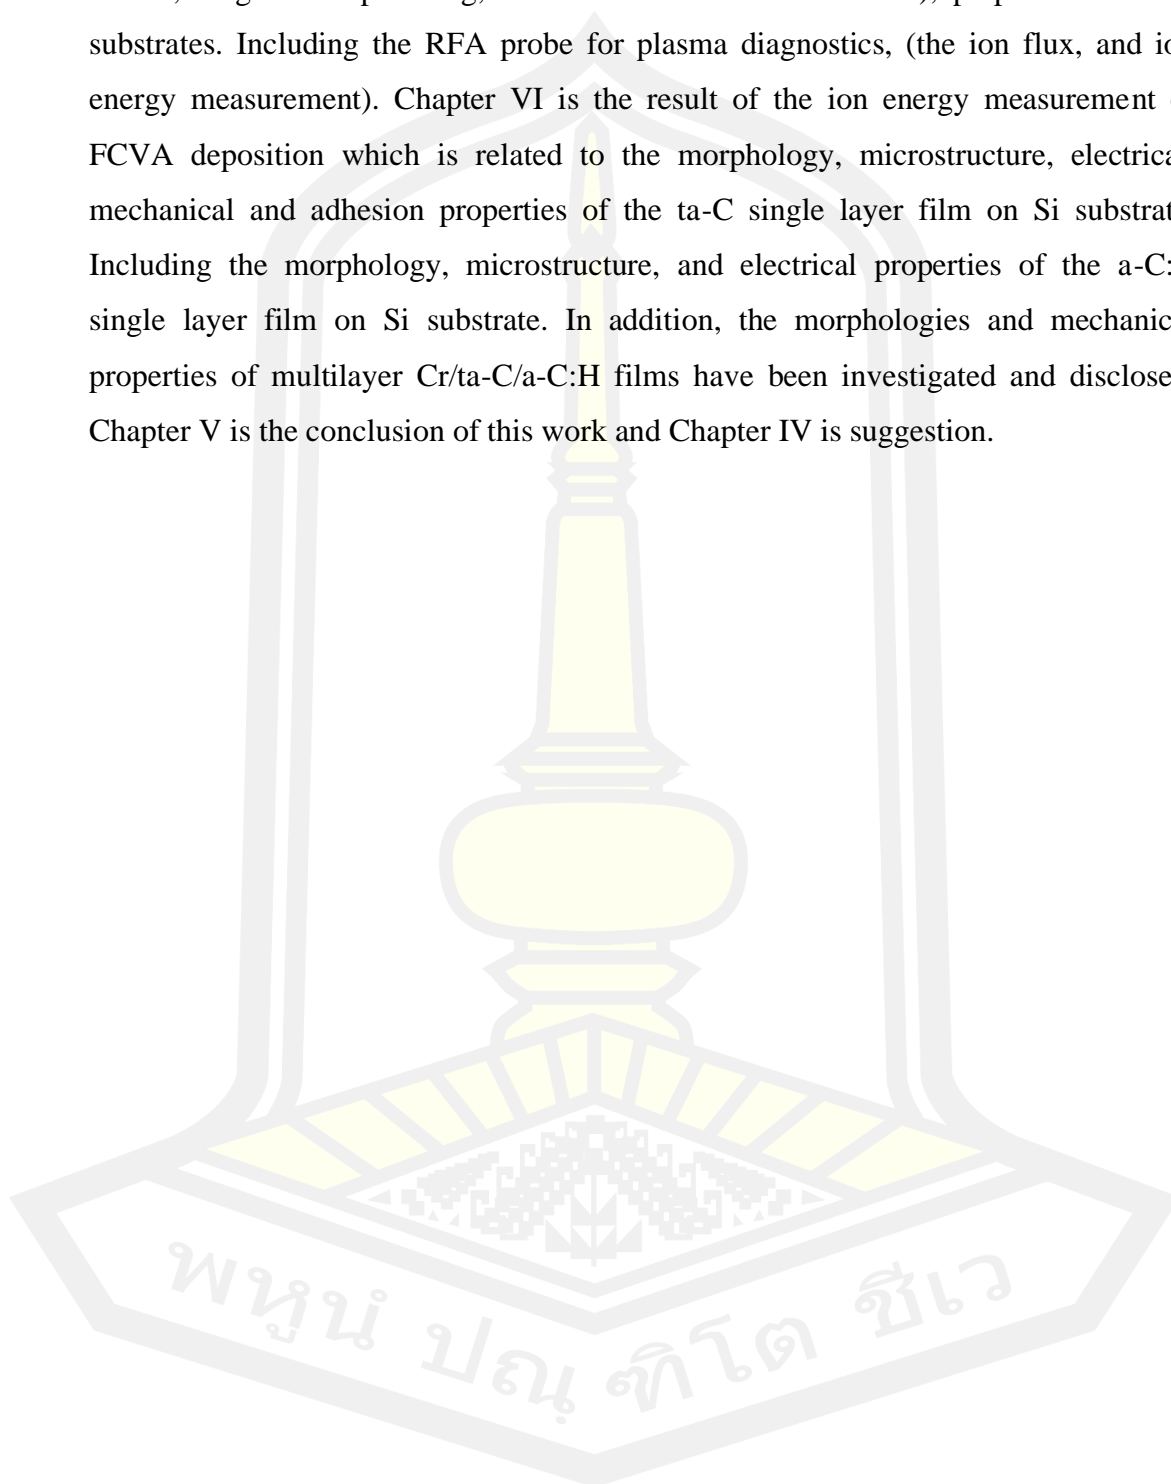 substrates. Including the RFA probe for plasma diagnostics, (the ion flux, and
energy measurement). Chapter VI is the result of the ion energy measurement
FCVA deposition which is related to the morphology, microstructure,
mechanical and adhesion properties of the ta-C single layer film on Si
Including the morphology, microstructure, and electrical properties of the
single layer film on Si substrate. In addition, the morphologies and
properties of multilayer Cr/ta-C/a-C:H films have been investigated and
Chapter V is the conclusion of this work and Chapter IV is suggestion.
พหูนํ ปณฺฑิโต ชีเว